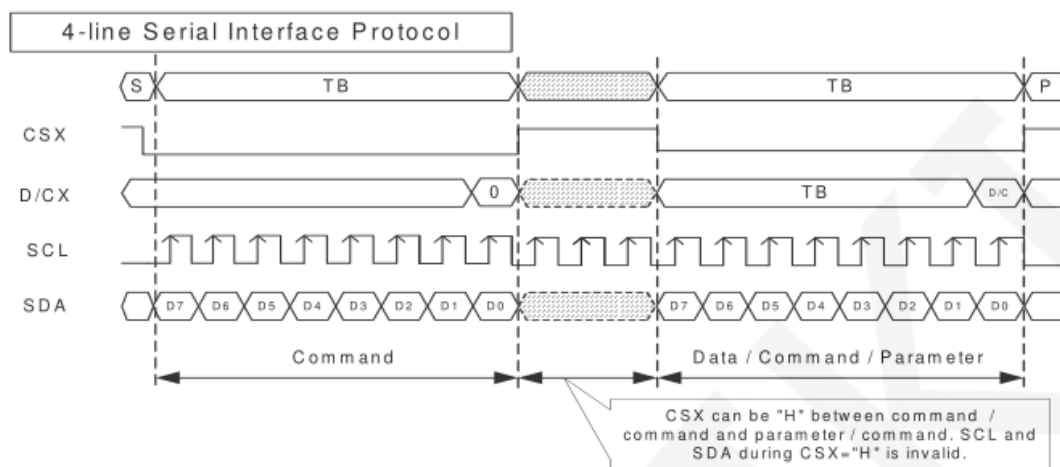 4-line Serial Interface Protocol
S TB TB P
CSX
D/CX 0 TB D/C
SCL
SDA D7 D6 D5 D4 D3 D2 D1 D0 D7 D6 D5 D4 D3 D2 D1 D0
Command Data / Command / Parameter
CSX can be "H" between command /
command and parameter / command. SCL and
SDA during CSX="H" is invalid.